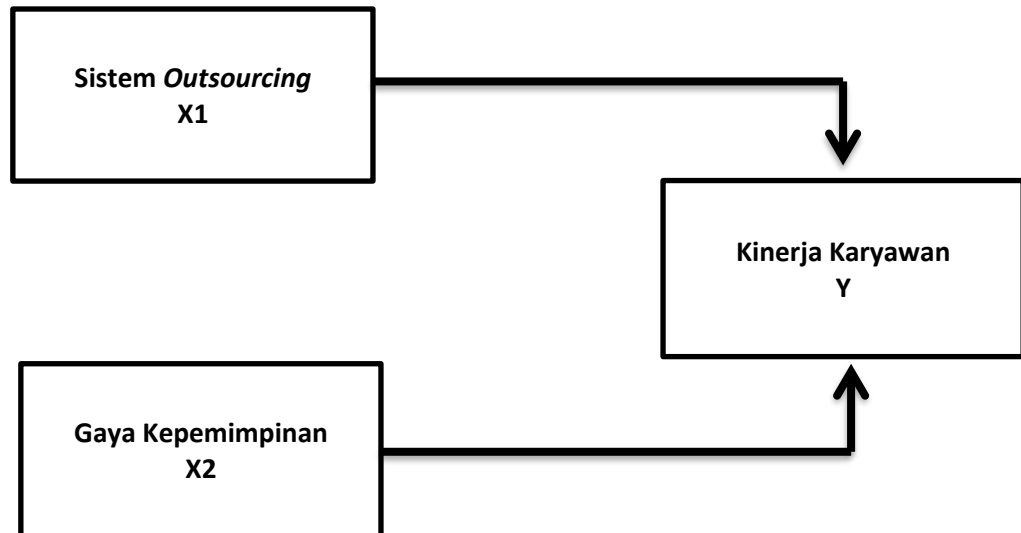 Sistem Outsourcing
X1
Kinerja Karyawan
Y
Gaya Kepemimpinan
X2